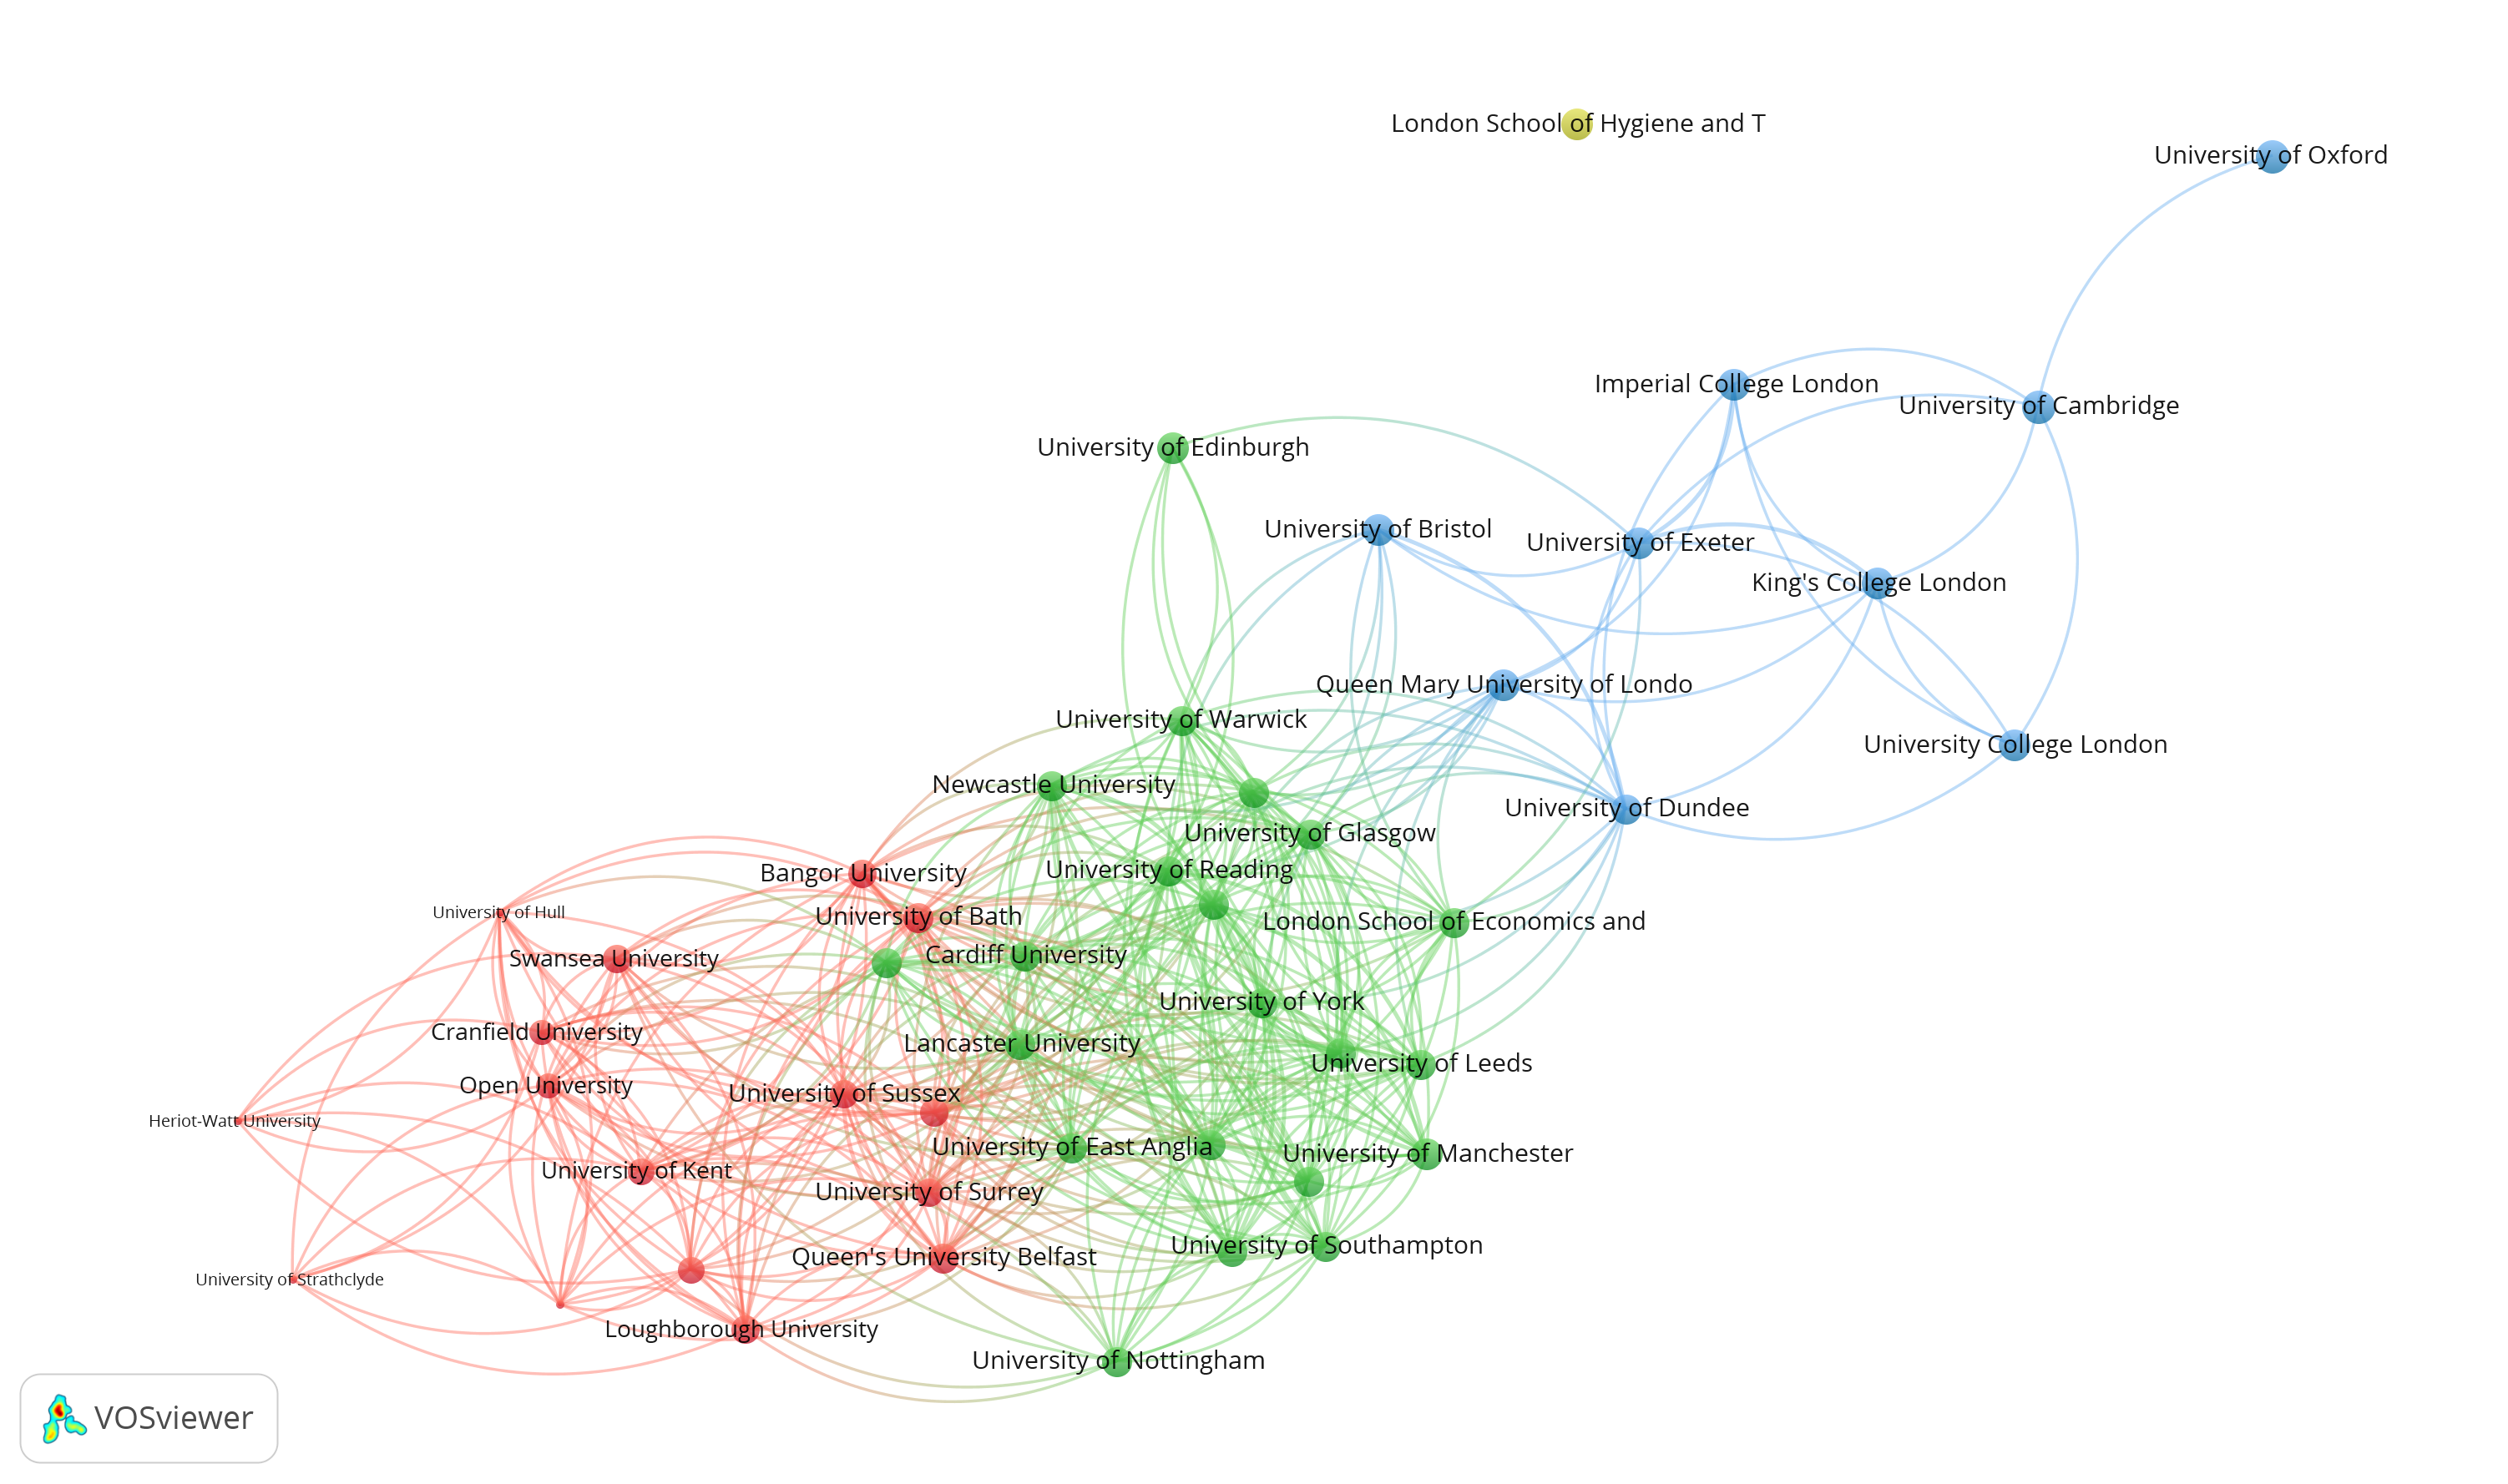 London School of Hygiene and T
University of Oxford
Imperial College London
University of Cambridge
University of Edinburgh
University of Bristol
University of Exeter
King's College London
Queen Mary University of Londo
University of Warwick
University College London
Newcastle University
University of Dundee
University of Glasgow
University of Reading
Bangor University
University of Hull
University of Bath
London School of Economics and
Cardiff University
Swansea University
University of York
Cranfield University
Lancaster University
University of Leeds
Open University
University of Sussex
Heriot-Watt University
University of East Anglia
University of Manchester
University of Kent
University of Surrey
University of Southampton
Queen's University Belfast
University of Strathclyde
Loughborough University
University of Nottingham
VOSviewer